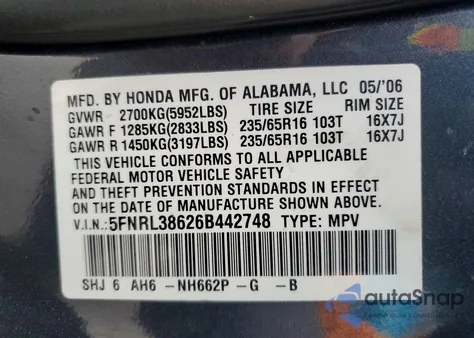 MFD. BY HONDA MFG. OF ALABAMA, LLC 05/'06
GVWR 2700KG(5952LBS) TIRE SIZE RIM SIZE
GAWR F 1285KG(2833LBS) 235/65R16 103T 16X7J
GAWR R 1450KG(3197LBS) 235/65R16 103T 16X7J
THIS VEHICLE CONFORMS TO ALL APPLICABLE
FEDERAL MOTOR VEHICLE SAFETY
AND THEFT PREVENTION STANDARDS IN EFFECT
ON THE DATE OF MANUFACTURE SHOWN ABOVE.
V.I.N.: 5FNRL38626B442748 TYPE: MPV
SHJ 6 AH6 -NH662P -G -B
autaSnap